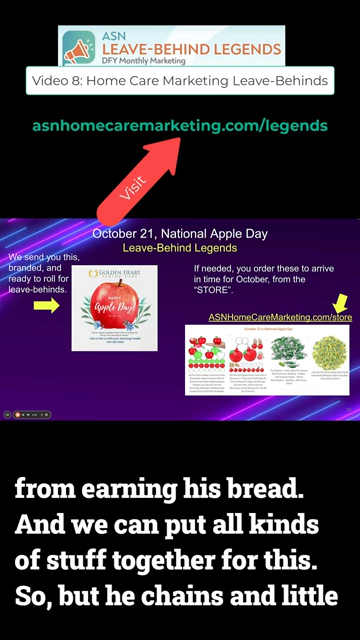 ASN
LEAVE-BEHIND LEGENDS
DFY Monthly Marketing
Video 8: Home Care Marketing Leave-Behinds
asnhomecaremarketing.com/legends
Visit
October 21, National Apple Day
Leave-Behind Legends
We send you this,
branded, and
ready to roll for
leave-behinds.
GOLDEN HEART
SENIOR CARE
HAPPY
Apple Day!
If needed, you order these to arrive
in time for October, from the
"STORE".
ASNHomeCareMarketing.com/store
from earning his bread.
And we can put all kinds
of stuff together for this.
So, but he chains and little